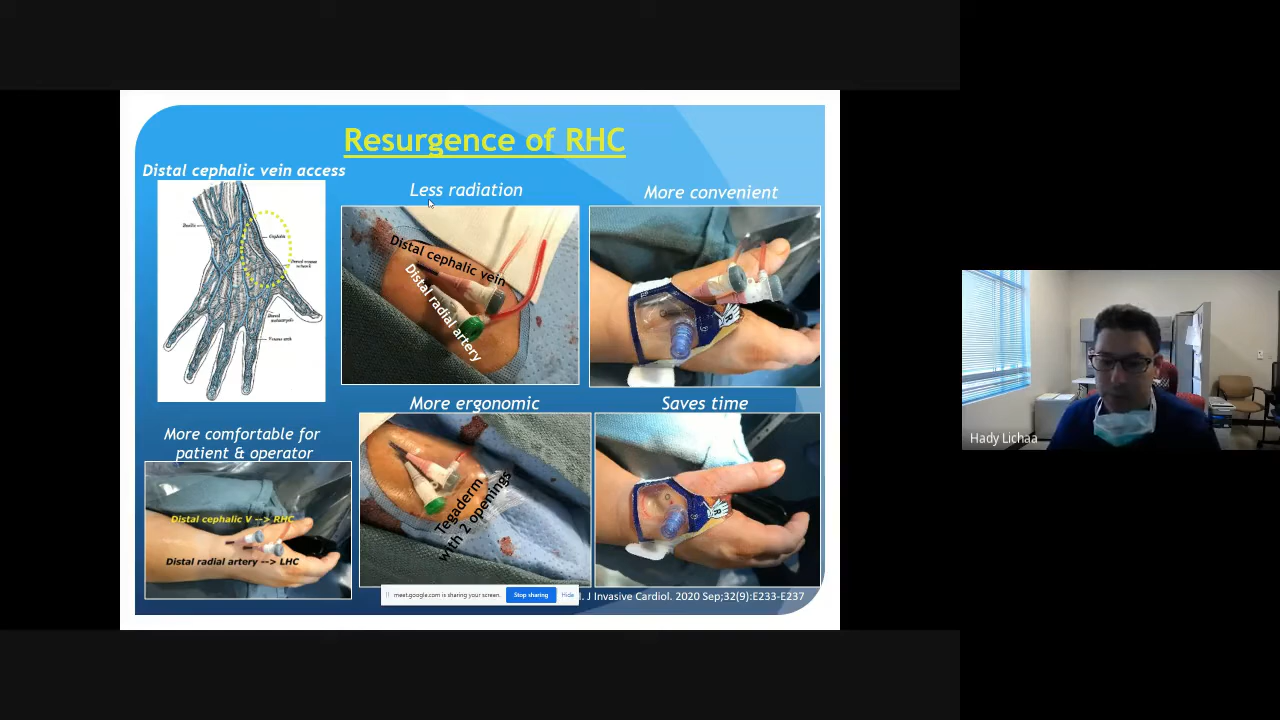 Resurgence of RHC
Distal cephalic vein access
Less radiation
More convenient
Distal cephalic vein
Distal radial artery
More ergonomic
Saves time
More comfortable for
patient & operator
Distal cephalic V --> RHC
Distal radial artery --> LHC
Tegaderm
with 2 openings
meet.google.com is sharing your screen.
Stop sharing
Hide
J Invasive Cardiol. 2020 Sep;32(9):E233-E237
Hady Lichaa